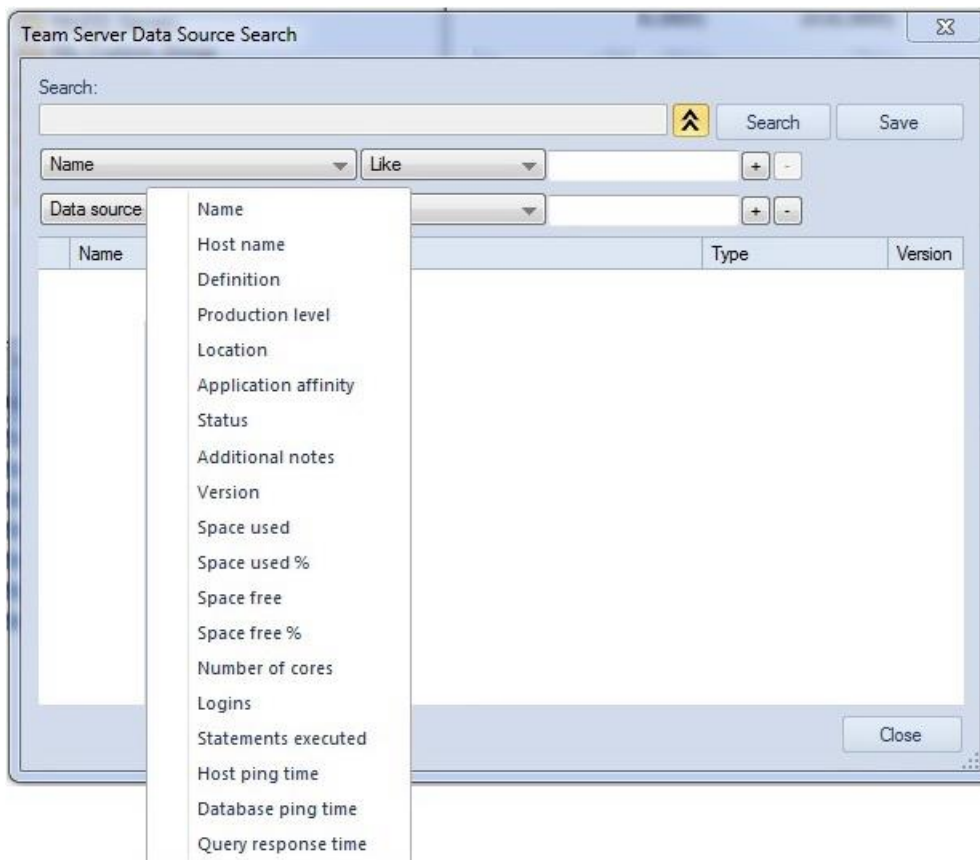 Team Server Data Source Search
Search:
Search Save
Name Like + -
Data source + -
Name Type Version
Name
Host name
Definition
Production level
Location
Application affinity
Status
Additional notes
Version
Space used
Space used %
Space free
Space free %
Number of cores
Logins
Statements executed
Close
Host ping time
Database ping time
Query response time